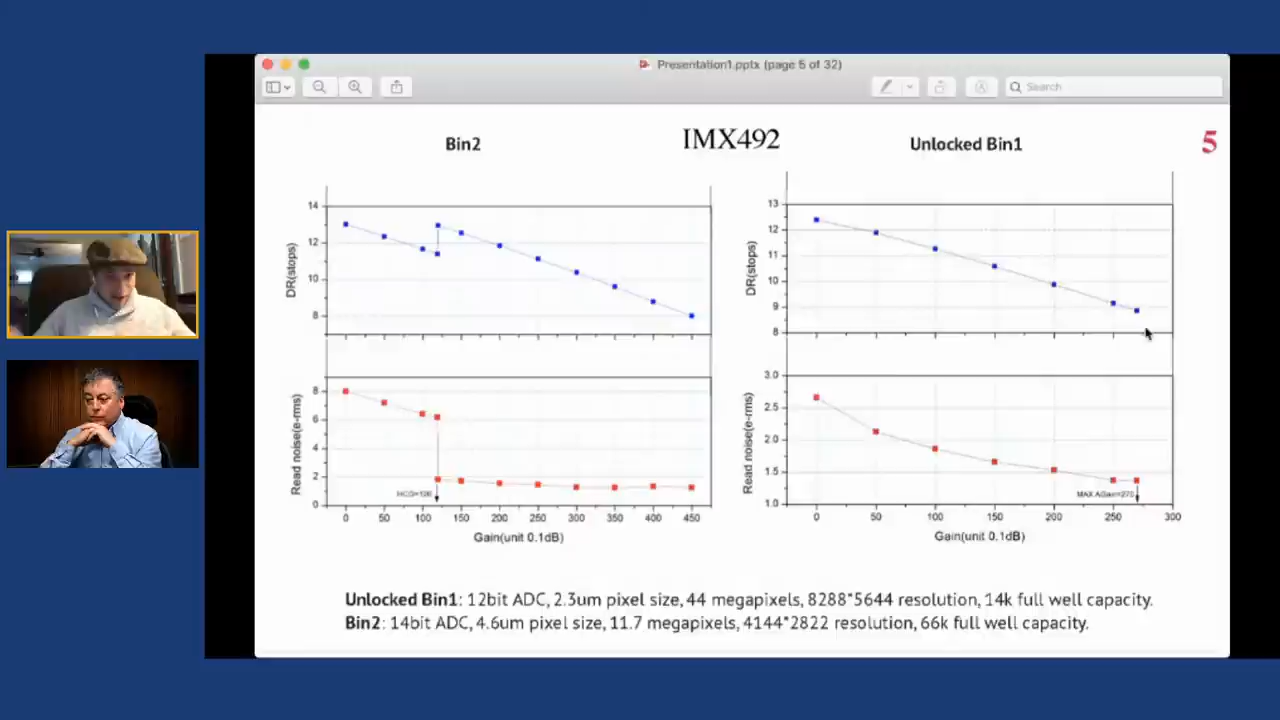 Presentation1.pptx (page 5 of 32)
Search
Bin2
IMX492
Unlocked Bin1
5
14
12
10
8
DR(stops)
8
6
4
2
0
Read noise(e-rms)
0 50 100 150 200 250 300 350 400 450
Gain(unit 0.1dB)
13
12
11
10
9
8
DR(stops)
3.0
2.5
2.0
1.5
1.0
Read noise(e-rms)
MAX AGain=270
0 50 100 150 200 250 300
Gain(unit 0.1dB)
Unlocked Bin1: 12bit ADC, 2.3um pixel size, 44 megapixels, 8288*5644 resolution, 14k full well capacity.
Bin2: 14bit ADC, 4.6um pixel size, 11.7 megapixels, 4144*2822 resolution, 66k full well capacity.